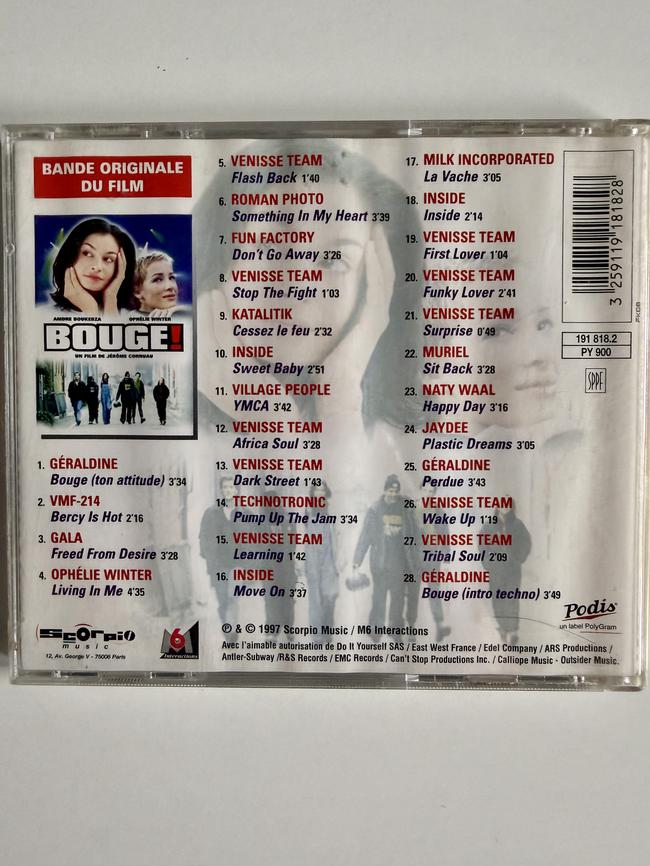 BANDE ORIGINALE
DU FILM
AMIRA BOUKERZA OPHÉLIE WINTER
BOUGE!
UN FILM DE JÉRÔME CORNUAU
1. GÉRALDINE
Bouge (ton attitude) 3'34
2. VMF-214
Bercy Is Hot 2'16
3. GALA
Freed From Desire 3'28
4. OPHÉLIE WINTER
Living In Me 4'35
5. VENISSE TEAM
Flash Back 1'40
6. ROMAN PHOTO
Something In My Heart 3'39
7. FUN FACTORY
Don't Go Away 3'26
8. VENISSE TEAM
Stop The Fight 1'03
9. KATALITIK
Cessez le feu 2'32
10. INSIDE
Sweet Baby 2'51
11. VILLAGE PEOPLE
YMCA 3'42
12. VENISSE TEAM
Africa Soul 3'28
13. VENISSE TEAM
Dark Street 1'43
14. TECHNOTRONIC
Pump Up The Jam 3'34
15. VENISSE TEAM
Learning 1'42
16. INSIDE
Move On 3'37
17. MILK INCORPORATED
La Vache 3'05
18. INSIDE
Inside 2'14
19. VENISSE TEAM
First Lover 1'04
20. VENISSE TEAM
Funky Lover 2'41
21. VENISSE TEAM
Surprise 0'49
22. MURIEL
Sit Back 3'28
23. NATY WAAL
Happy Day 3'16
24. JAYDEE
Plastic Dreams 3'05
25. GÉRALDINE
Perdue 3'43
26. VENISSE TEAM
Wake Up 1'19
27. VENISSE TEAM
Tribal Soul 2'09
28. GÉRALDINE
Bouge (intro techno) 3'49
3 259119 181828
191 818.2
PY 900
SPPF
Podis
un label PolyGram
Scorpio
music
12, Av. George V - 75008 Paris
M6
Interactions
℗ & © 1997 Scorpio Music / M6 Interactions
Avec l'aimable autorisation de Do It Yourself SAS / East West France / Edel Company / ARS Productions /
Antler-Subway / R&S Records / EMC Records / Can't Stop Productions Inc. / Calliope Music - Outsider Music.